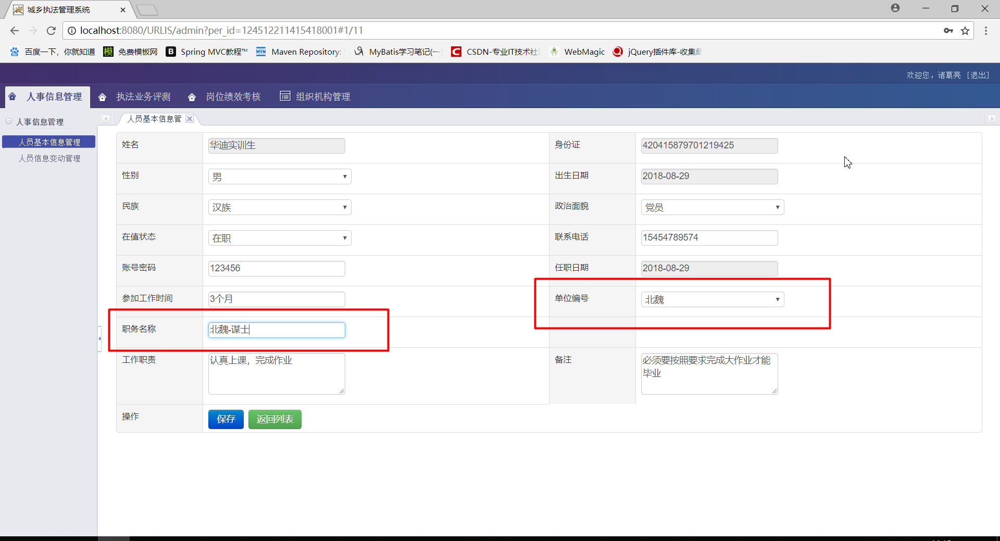 城乡执法管理系统
localhost:8080/URLIS/admin?per_id=124512211415418001#1/11
百度一下，你就知道 免费模板网 Spring MVC教程™ Maven Repository: MyBatis学习笔记(一 CSDN-专业IT技术社 WebMagic jQuery插件库-收集最
欢迎您，诸葛亮 [退出]
人事信息管理 执法业务评测 岗位绩效考核 组织机构管理
人事信息管理
人员基本信息管理
人员信息变动管理
人员基本信息管
姓名 华迪实训生 身份证 420415879701219425
性别 男 出生日期 2018-08-29
民族 汉族 政治面貌 党员
在值状态 在职 联系电话 15454789574
账号密码 123456 任职日期 2018-08-29
参加工作时间 3个月 单位编号 北魏
职务名称 北魏-谋士
工作职责 认真上课，完成作业 备注 必须要按照要求完成大作业才能
毕业
操作 保存 返回列表